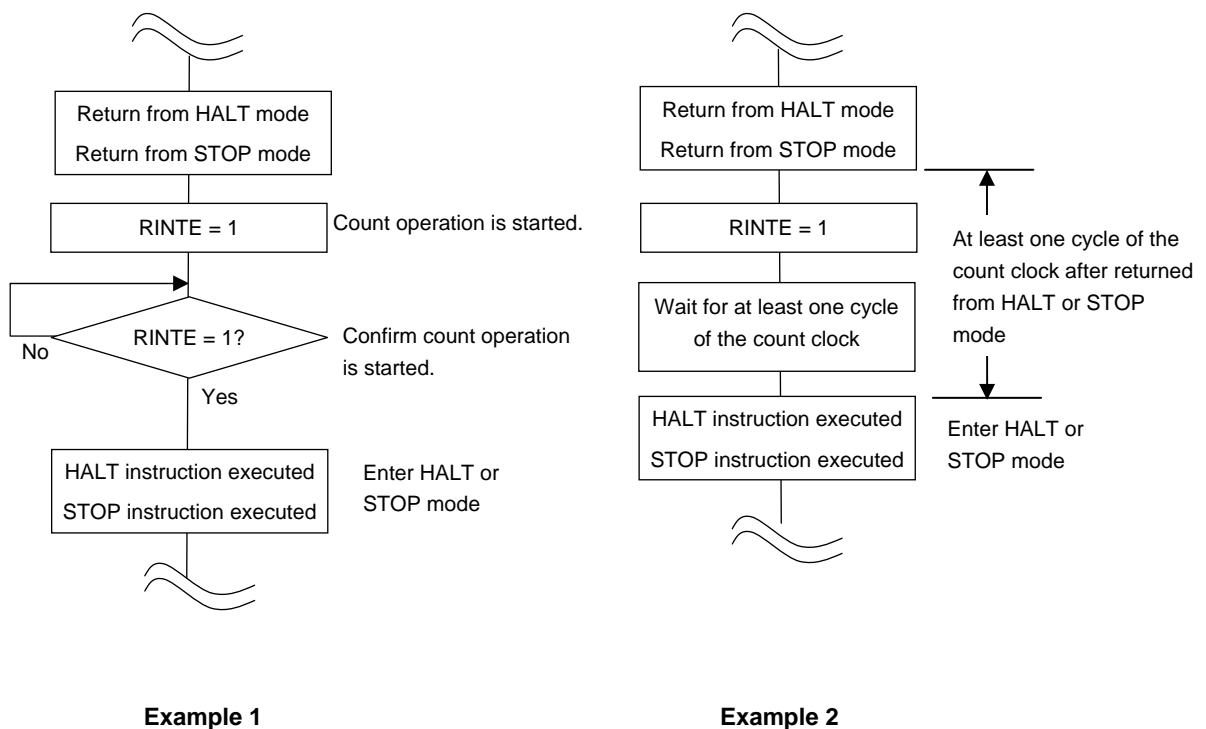 Return from HALT mode
Return from STOP mode
RINTE = 1
Count operation is started.
RINTE = 1?
No
Confirm count operation
is started.
Yes
HALT instruction executed
STOP instruction executed
Enter HALT or
STOP mode
Example 1
Return from HALT mode
Return from STOP mode
RINTE = 1
Wait for at least one cycle
of the count clock
At least one cycle of the
count clock after returned
from HALT or STOP
mode
HALT instruction executed
STOP instruction executed
Enter HALT or
STOP mode
Example 2